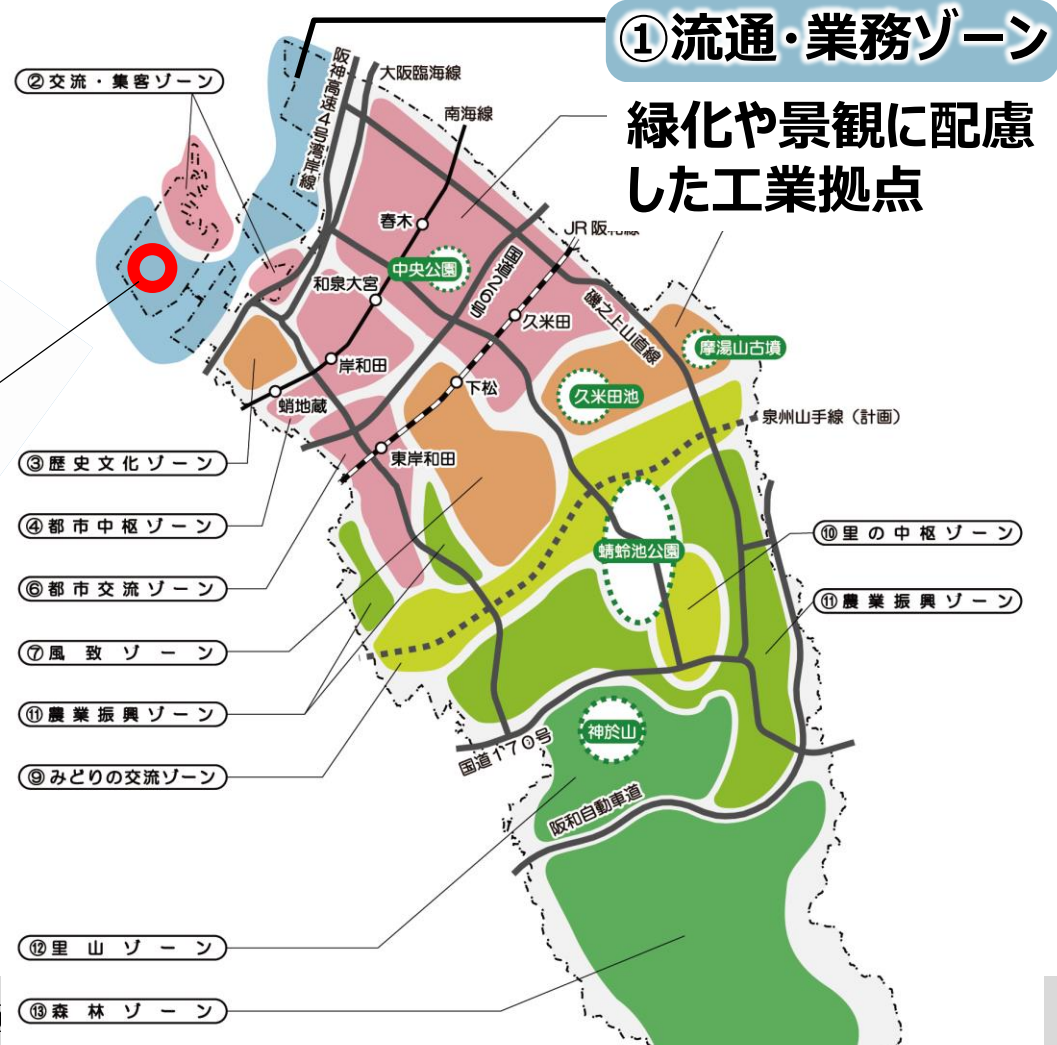 ①流通・業務ゾーン
緑化や景観に配慮
した工業拠点
②交流・集客ゾーン
阪神高速4号湾岸線
大阪臨海線
南海線
春木
中央公園
国道26号
JR阪和線
和泉大宮
久米田
磯之上山直線
摩湯山古墳
岸和田
下松
久米田池
蛸地蔵
泉州山手線（計画）
③歴史文化ゾーン
東岸和田
④都市中枢ゾーン
⑩里の中枢ゾーン
蜻蛉池公園
⑥都市交流ゾーン
⑪農業振興ゾーン
⑦風致ゾーン
⑪農業振興ゾーン
神於山
国道170号
⑨みどりの交流ゾーン
阪和自動車道
⑫里山ゾーン
⑬森林ゾーン